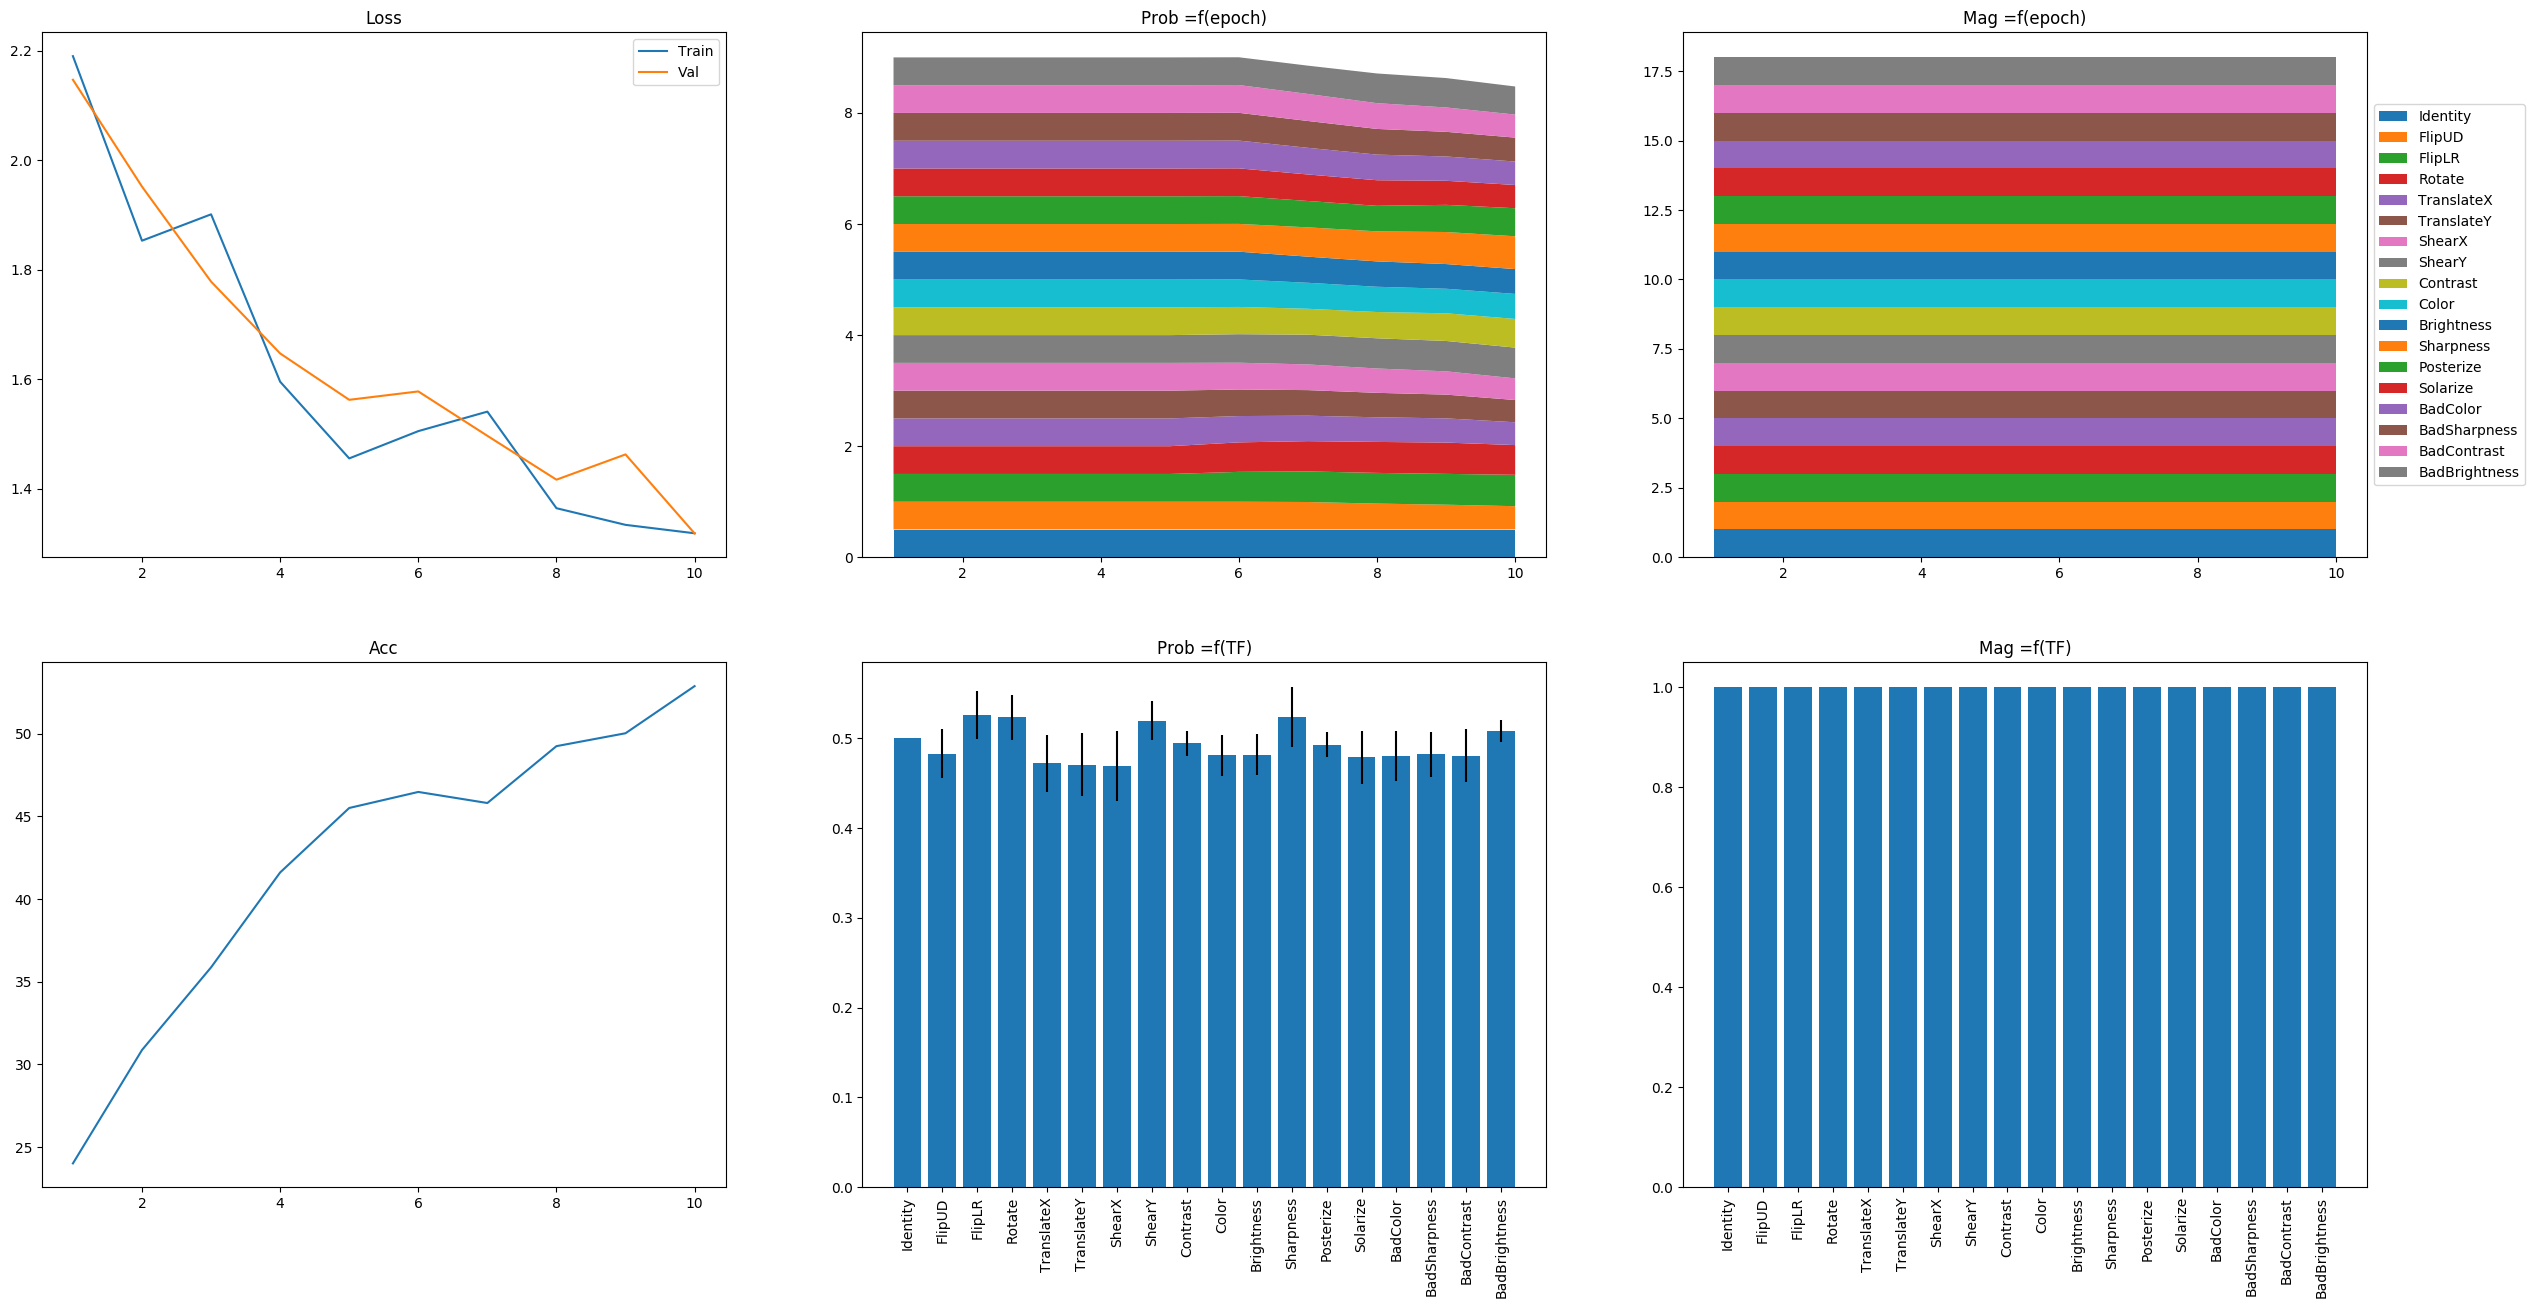 Loss
2.2
2.0
1.8
1.6
1.4
2 4 6 8 10
Train
Val
Prob =f(epoch)
8
6
4
2
0
2 4 6 8 10
Mag =f(epoch)
17.5
15.0
12.5
10.0
7.5
5.0
2.5
0.0
2 4 6 8 10
Identity
FlipUD
FlipLR
Rotate
TranslateX
TranslateY
ShearX
ShearY
Contrast
Color
Brightness
Sharpness
Posterize
Solarize
BadColor
BadSharpness
BadContrast
BadBrightness
Acc
50
45
40
35
30
25
2 4 6 8 10
Prob =f(TF)
0.5
0.4
0.3
0.2
0.1
0.0
Identity
FlipUD
FlipLR
Rotate
TranslateX
TranslateY
ShearX
ShearY
Contrast
Color
Brightness
Sharpness
Posterize
Solarize
BadColor
BadSharpness
BadContrast
BadBrightness
Mag =f(TF)
1.0
0.8
0.6
0.4
0.2
0.0
Identity
FlipUD
FlipLR
Rotate
TranslateX
TranslateY
ShearX
ShearY
Contrast
Color
Brightness
Sharpness
Posterize
Solarize
BadColor
BadSharpness
BadContrast
BadBrightness